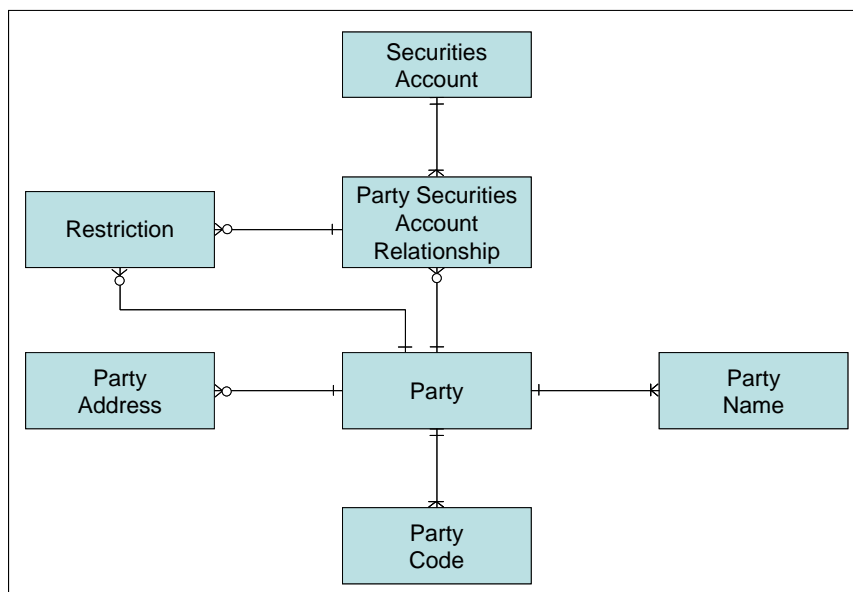 Securities
Account
Party Securities
Account
Relationship
Restriction
Party
Address
Party
Party
Name
Party
Code